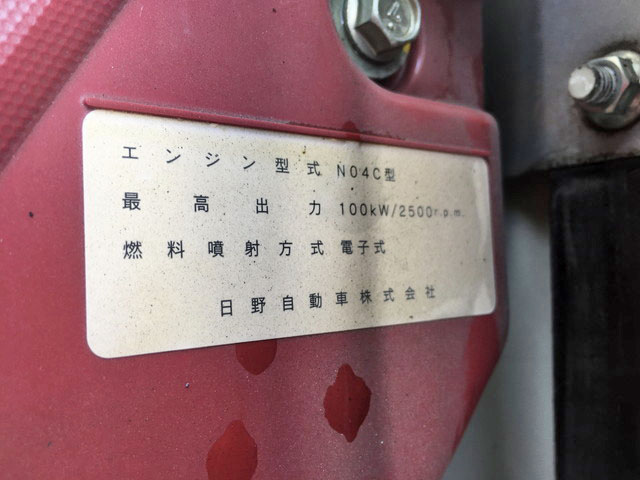 エンジン型式 N04C型
最高出力 100kW/2500r.p.m.
燃料噴射方式 電子式
日野自動車株式会社